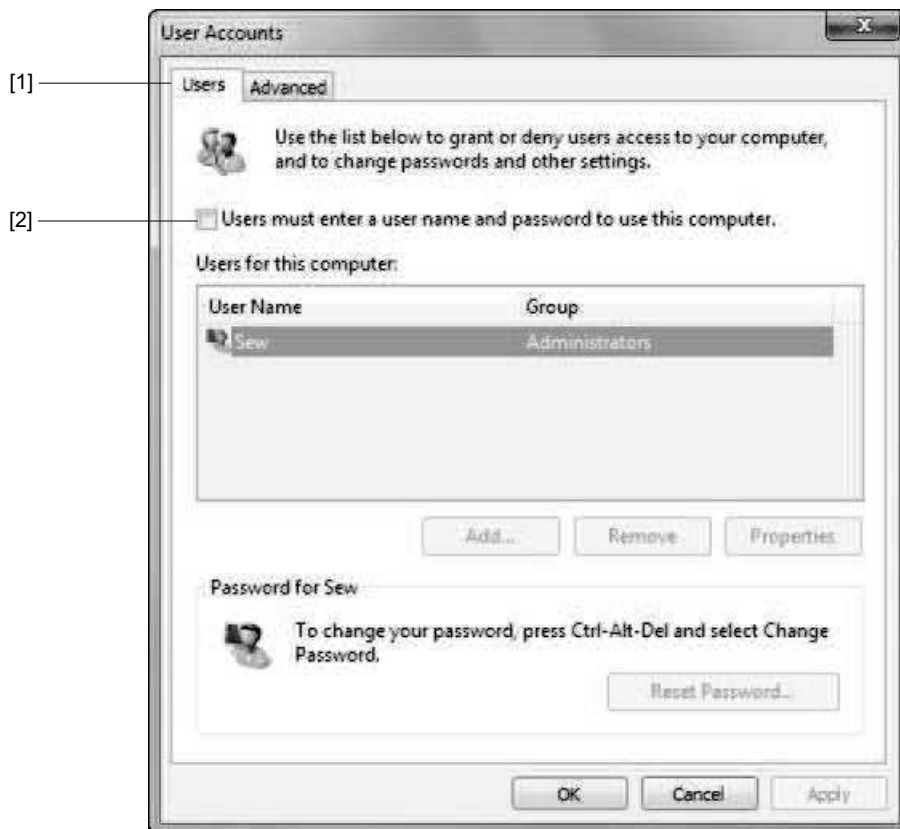 User Accounts
X
[1]
Users
Advanced
Use the list below to grant or deny users access to your computer,
and to change passwords and other settings.
[2]
Users must enter a user name and password to use this computer.
Users for this computer:
User Name Group
Sew Administrators
Add... Remove Properties
Password for Sew
To change your password, press Ctrl-Alt-Del and select Change
Password.
Reset Password...
OK Cancel Apply